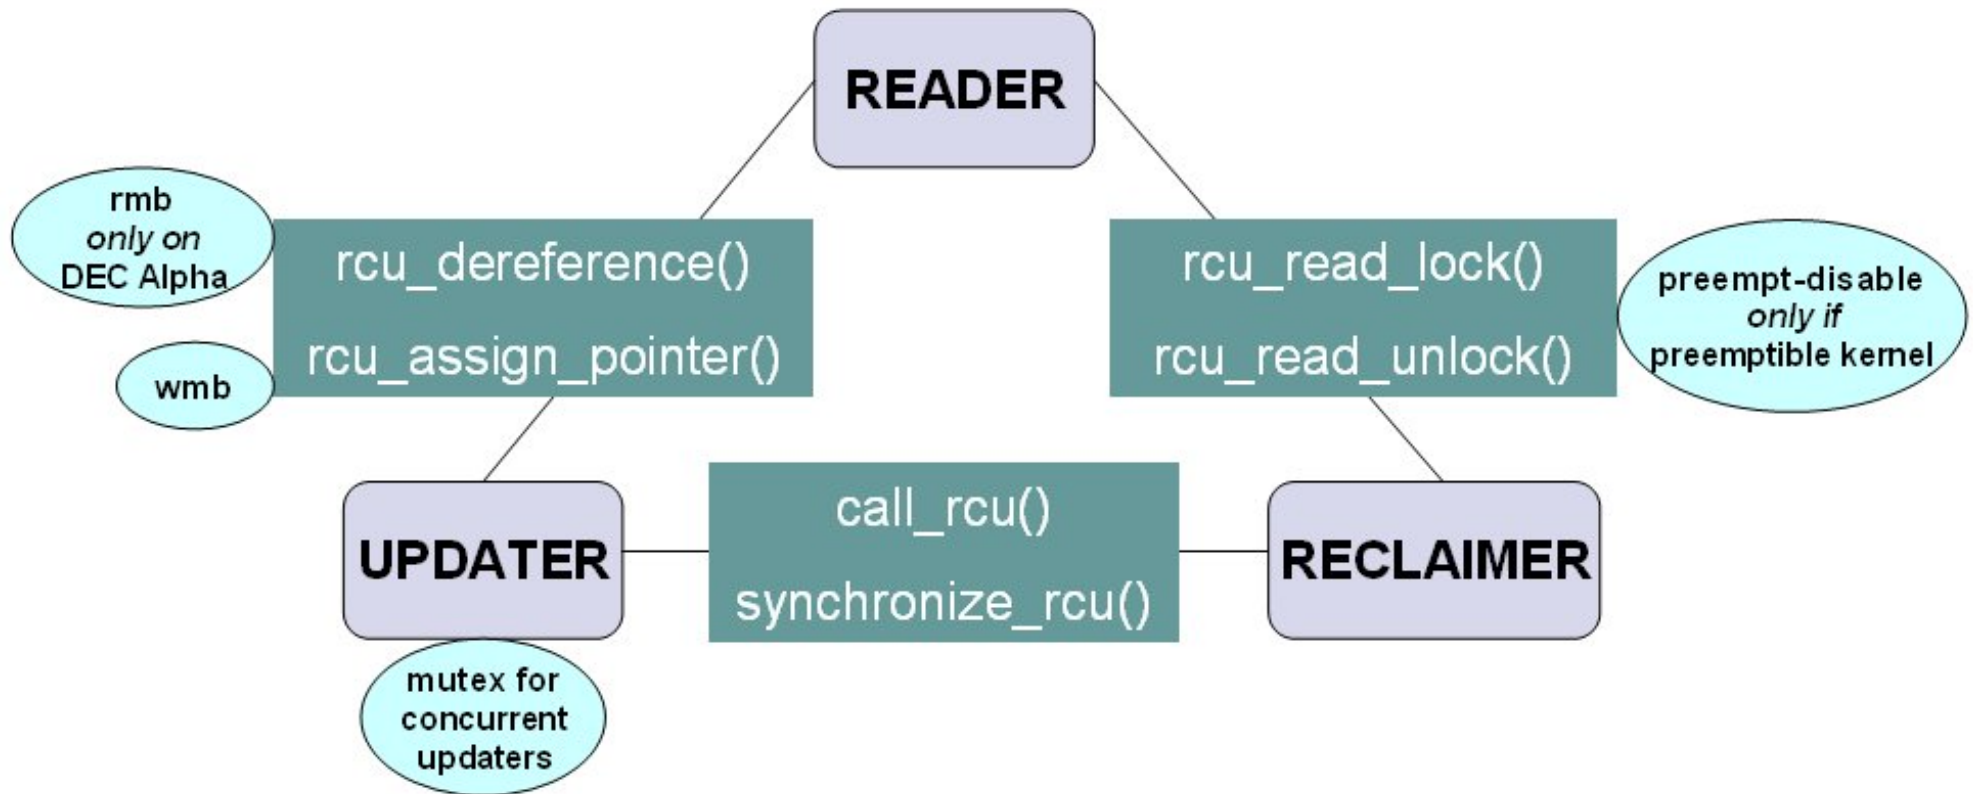 READER
rmb
only on
DEC Alpha
rcu_dereference()
rcu_assign_pointer()
wmb
rcu_read_lock()
rcu_read_unlock()
preempt-disable
only if
preemptible kernel
UPDATER
call_rcu()
synchronize_rcu()
RECLAIMER
mutex for
concurrent
updaters